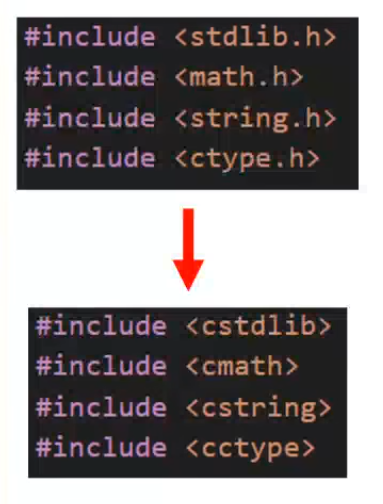 #include <stdlib.h>
#include <math.h>
#include <string.h>
#include <ctype.h>
#include <cstdlib>
#include <cmath>
#include <cstring>
#include <cctype>